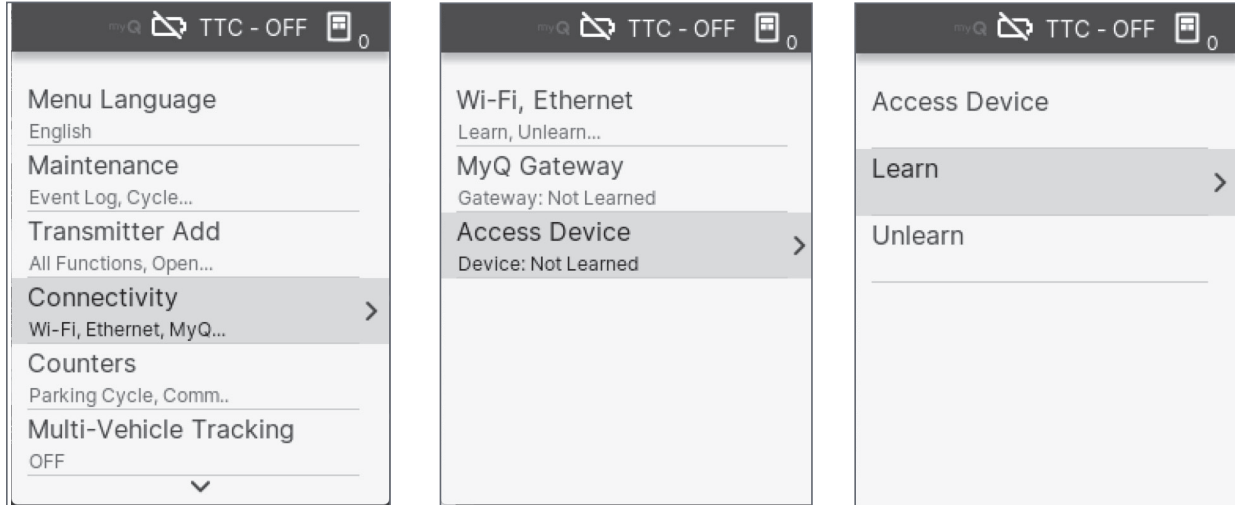 myQ TTC - OFF 0
Menu Language
English
Maintenance
Event Log, Cycle...
Transmitter Add
All Functions, Open...
Connectivity
Wi-Fi, Ethernet, MyQ...
Counters
Parking Cycle, Comm..
Multi-Vehicle Tracking
OFF
myQ TTC - OFF 0
Wi-Fi, Ethernet
Learn, Unlearn...
MyQ Gateway
Gateway: Not Learned
Access Device
Device: Not Learned
myQ TTC - OFF 0
Access Device
Learn
Unlearn